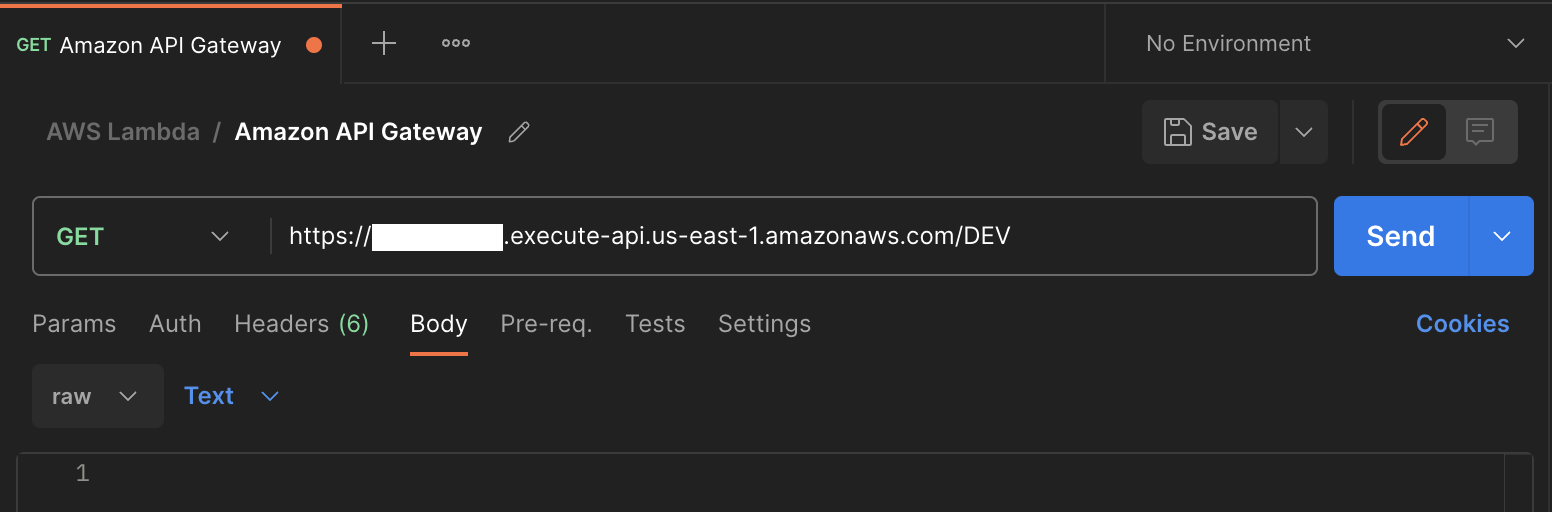 GET Amazon API Gateway No Environment
AWS Lambda / Amazon API Gateway Save
GET https:// .execute-api.us-east-1.amazonaws.com/DEV Send
Params Auth Headers (6) Body Pre-req. Tests Settings Cookies
raw Text
1